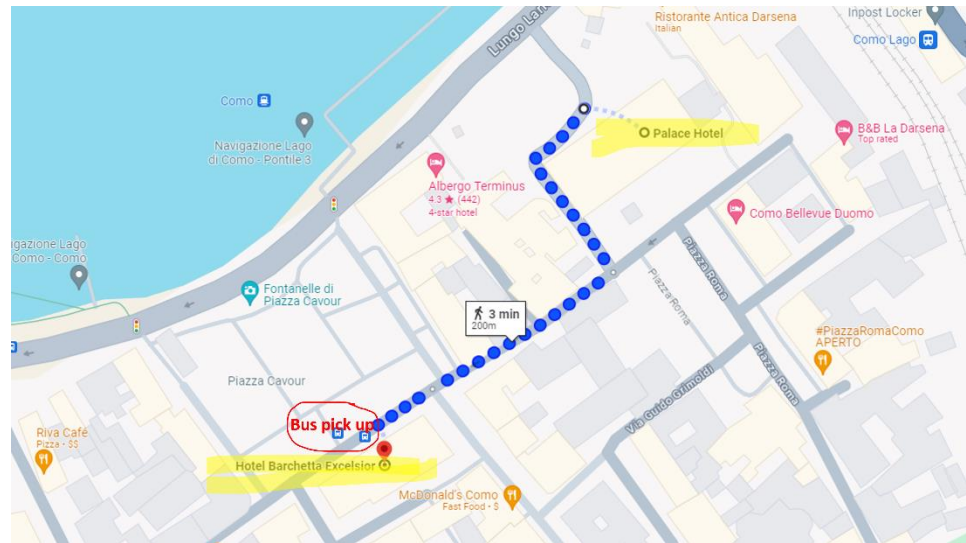 Ristorante Antica Darsena
Italian
Inpost Locker
Como Lago
Como
Navigazione Lago
di Como - Pontile 3
Palace Hotel
B&B La Darsena
Top rated
Albergo Terminus
4.3 ★ (442)
4-star hotel
Como Bellevue Duomo
Como - Como
Fontanelle di
Piazza Cavour
Piazza Roma
Piazza Roma
3 min
200m
#PiazzaRomaComo
APERTO
Piazza Roma
Piazza Cavour
Via Guido Grimoldi
Bus pick up
Riva Café
Pizza • $$
Hotel Barchetta Excelsior
McDonald's Como
Fast Food • $